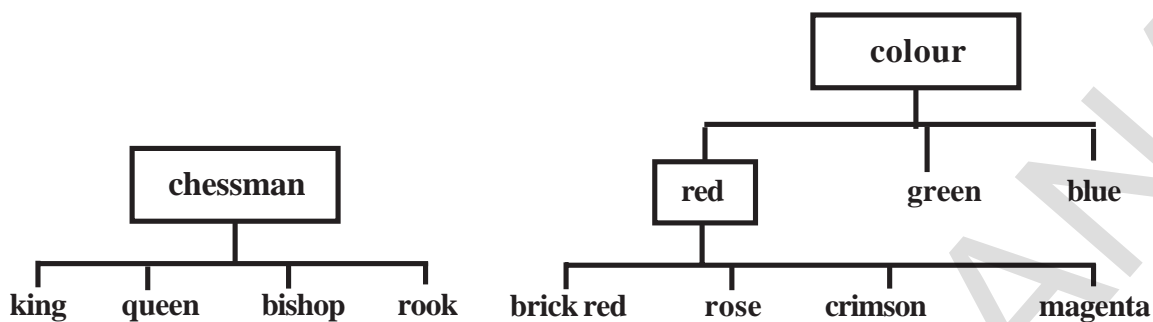 colour
chessman
red green blue
king queen bishop rook
brick red rose crimson magenta